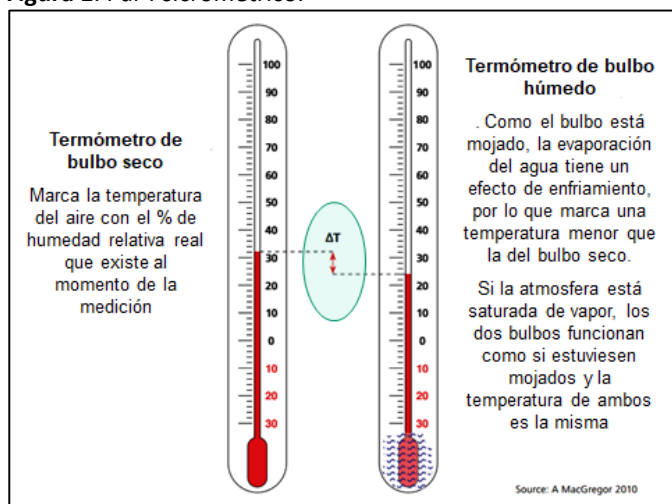 Figura 1. Par Psicrométrico.
Termómetro de
bulbo seco
Marca la temperatura
del aire con el % de
humedad relativa real
que existe al
momento de la
medición
100
90
80
70
60
50
40
30
20
10
0
10
20
30
ΔT
100
90
80
70
60
50
40
30
20
10
0
10
20
30
Termómetro de bulbo
húmedo
. Como el bulbo está
mojado, la evaporación
del agua tiene un
efecto de enfriamiento,
por lo que marca una
temperatura menor que
la del bulbo seco.
Si la atmosfera está
saturada de vapor, los
dos bulbos funcionan
como si estuviesen
mojados y la
temperatura de ambos
es la misma
Source: A MacGregor 2010